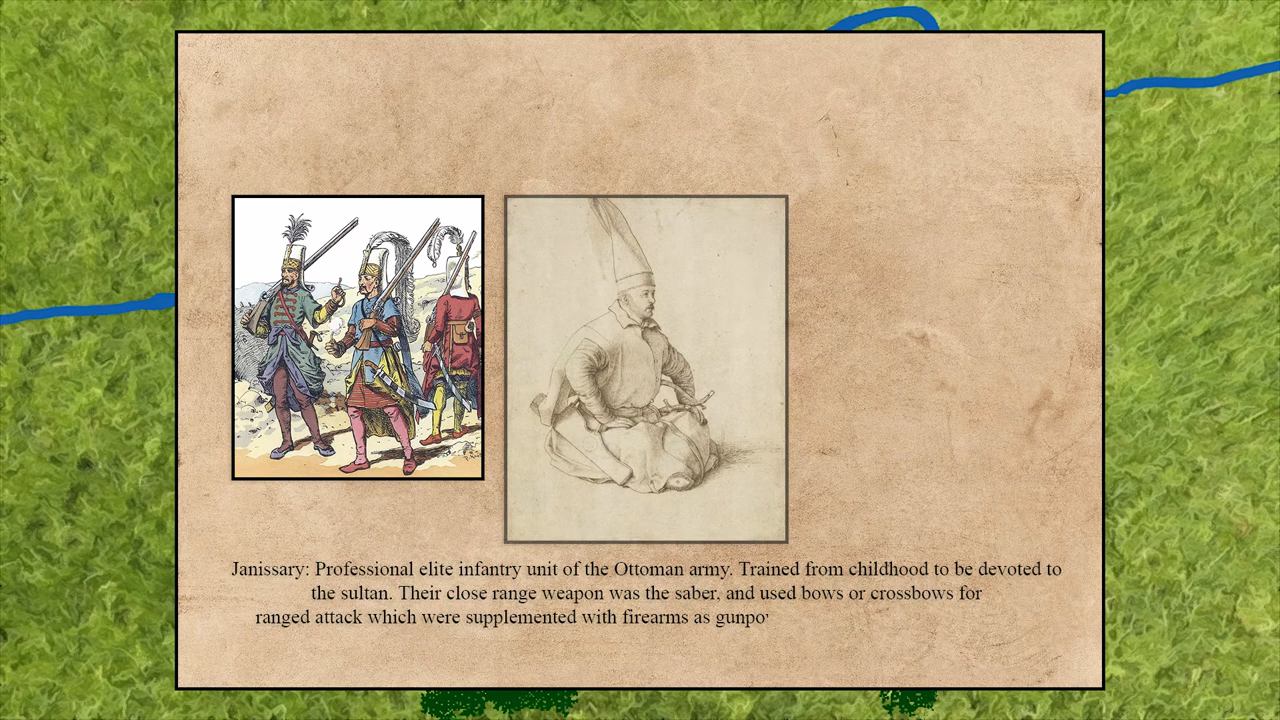 Janissary: Professional elite infantry unit of the Ottoman army. Trained from childhood to be devoted to
the sultan. Their close range weapon was the saber, and used bows or crossbows for
ranged attack which were supplemented with firearms as